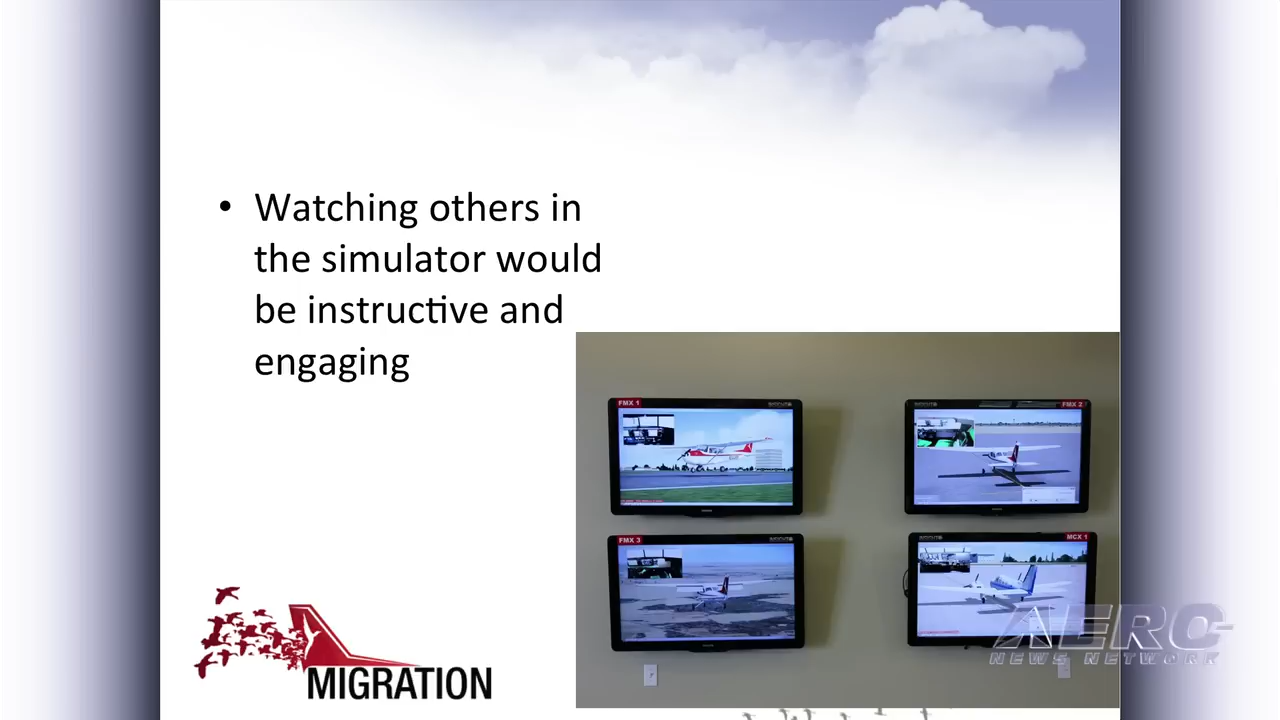 • Watching others in
the simulator would
be instructive and
engaging
FMX 1
FMX 2
FMX 3
MCX 1
MIGRATION
AERO
NEWS NETWORK